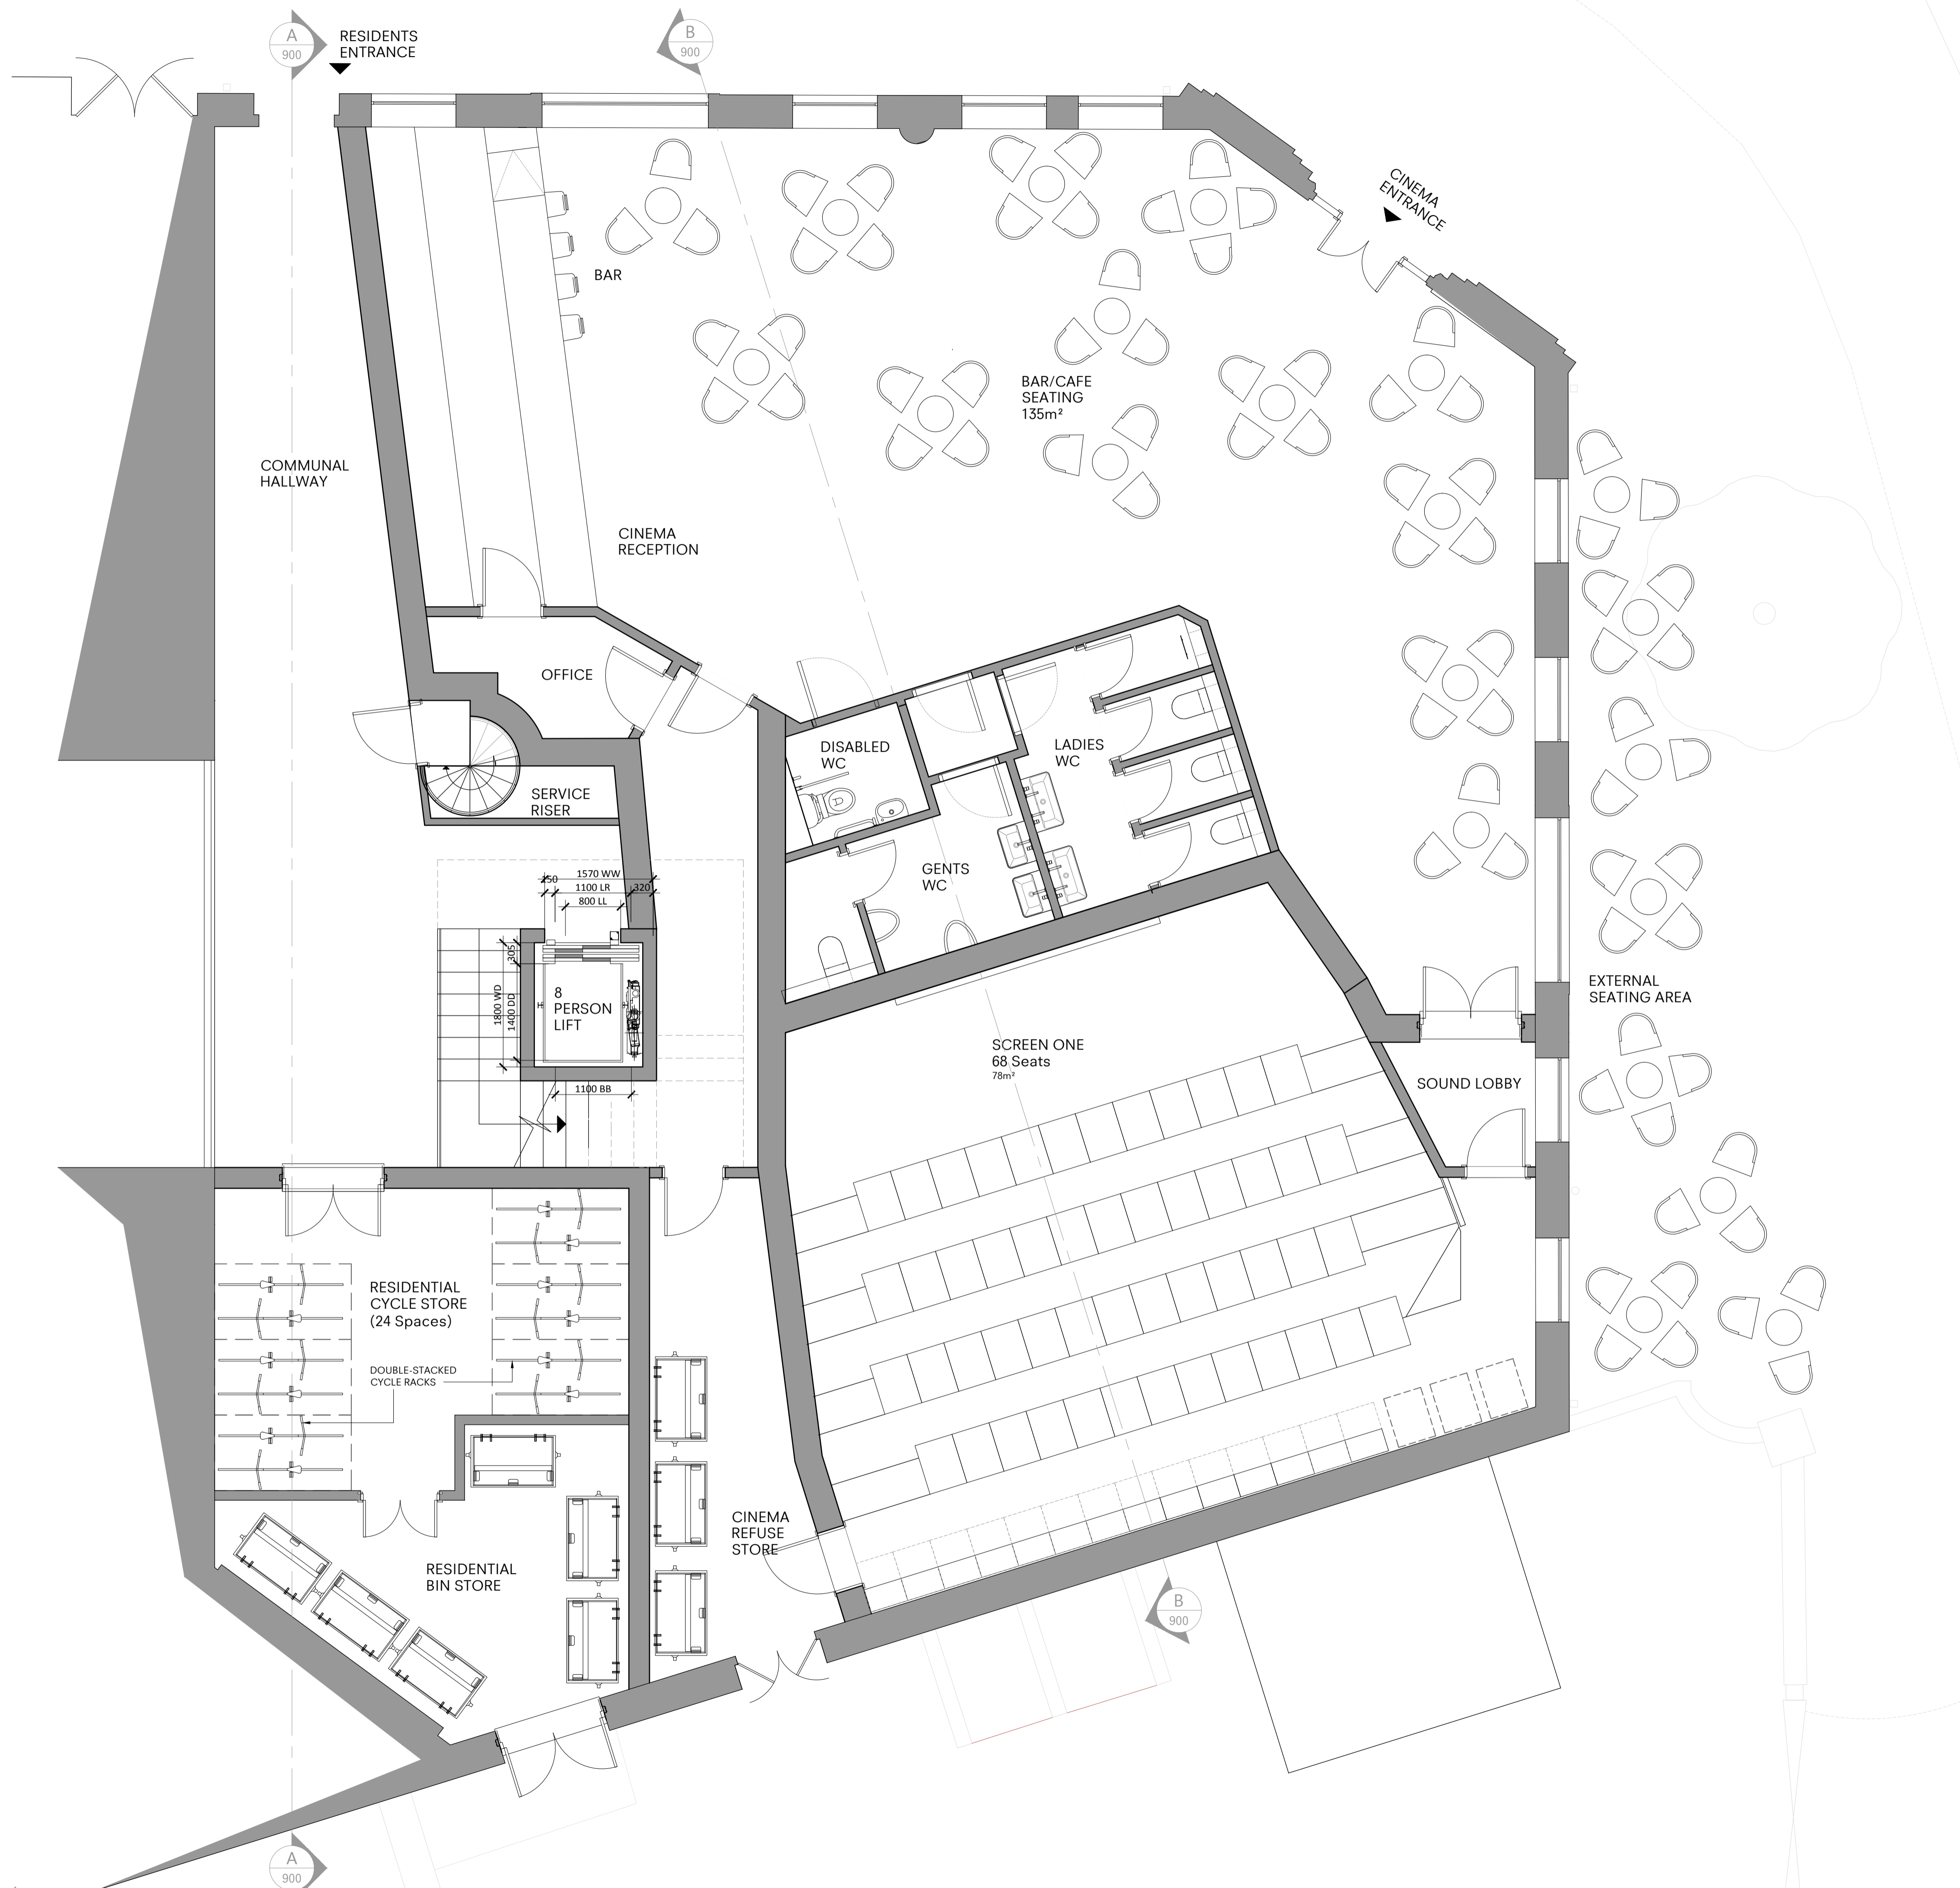 A
900
RESIDENTS
ENTRANCE
B
900
CINEMA
ENTRANCE
BAR
BAR/CAFE
SEATING
135m²
COMMUNAL
HALLWAY
CINEMA
RECEPTION
OFFICE
DISABLED
WC
LADIES
WC
SERVICE
RISER
GENTS
WC
1570 WW
150
1100 LR
320
800 LL
305
1800 WD
1400 DD
8
PERSON
LIFT
1100 BB
EXTERNAL
SEATING AREA
SCREEN ONE
68 Seats
78m²
SOUND LOBBY
RESIDENTIAL
CYCLE STORE
(24 Spaces)
DOUBLE-STACKED
CYCLE RACKS
CINEMA
REFUSE
STORE
RESIDENTIAL
BIN STORE
B
900
A
900